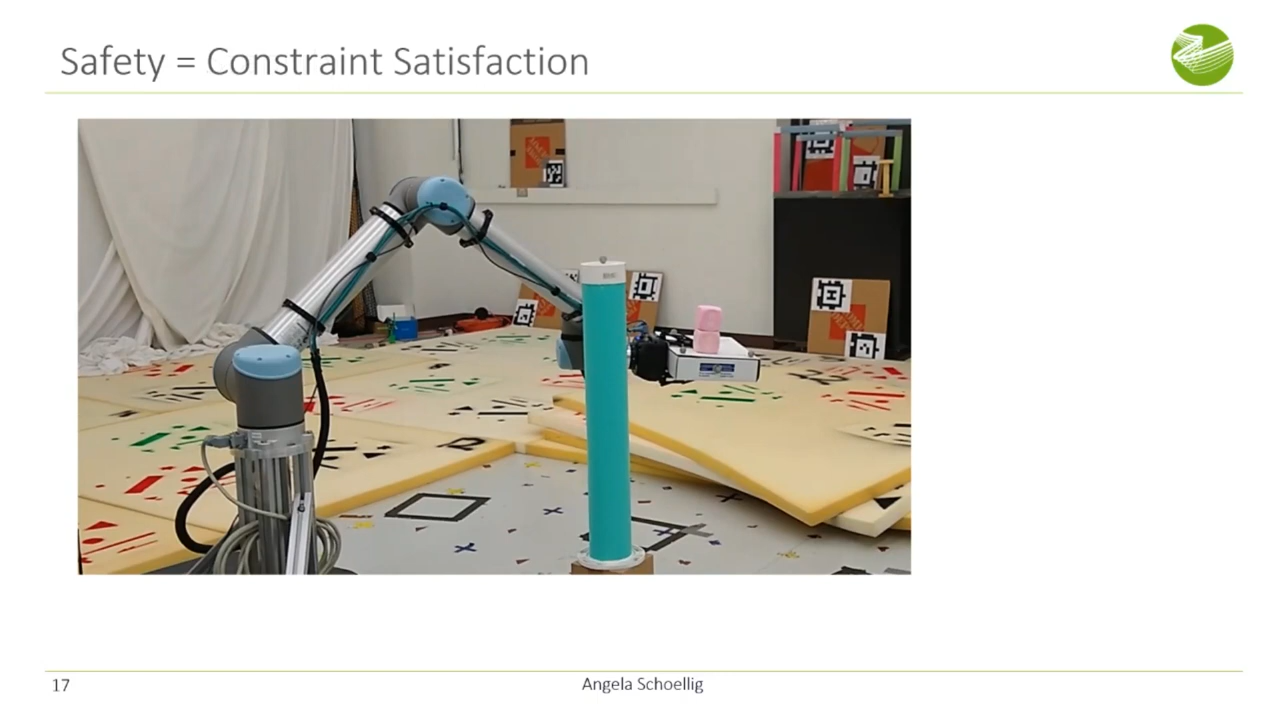 Safety = Constraint Satisfaction
17
Angela Schoellig